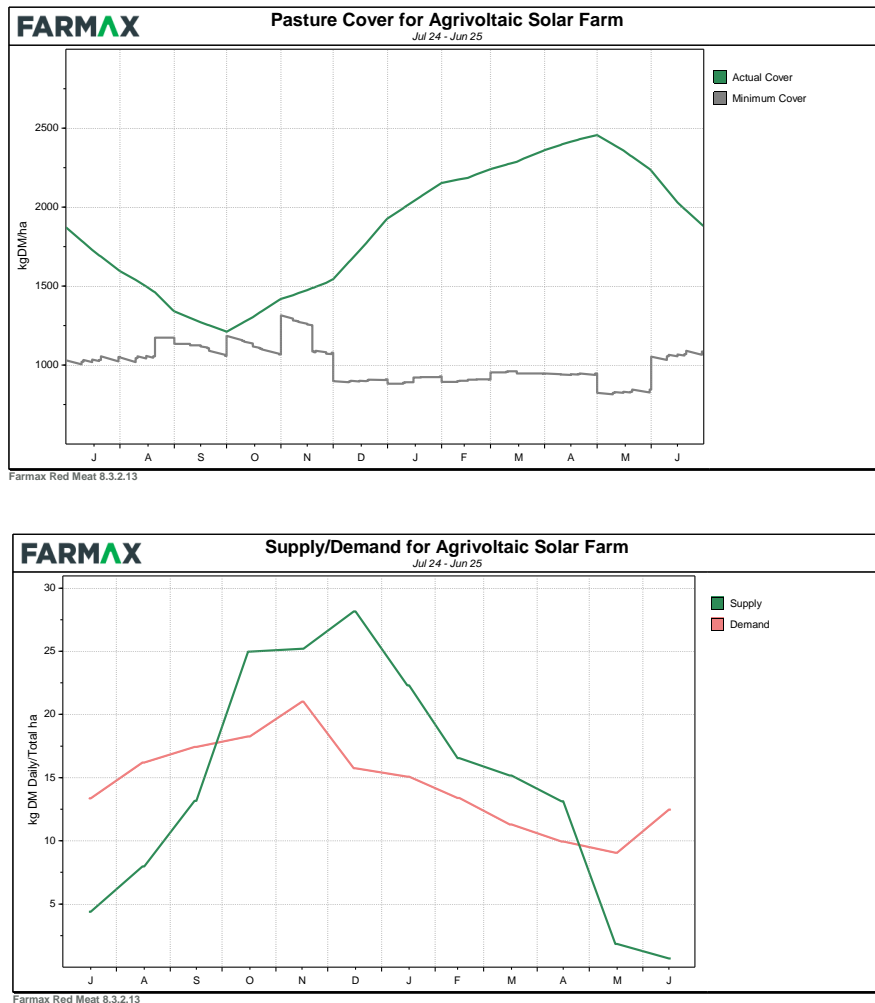 FARMAX
Pasture Cover for Agrivoltaic Solar Farm
Jul 24 - Jun 25
Actual Cover
Minimum Cover
kgDM/ha
2500
2000
1500
1000
J A S O N D J F M A M J
Farmax Red Meat 8.3.2.13
FARMAX
Supply/Demand for Agrivoltaic Solar Farm
Jul 24 - Jun 25
Supply
Demand
kg DM Daily/Total ha
30
25
20
15
10
5
J A S O N D J F M A M J
Farmax Red Meat 8.3.2.13